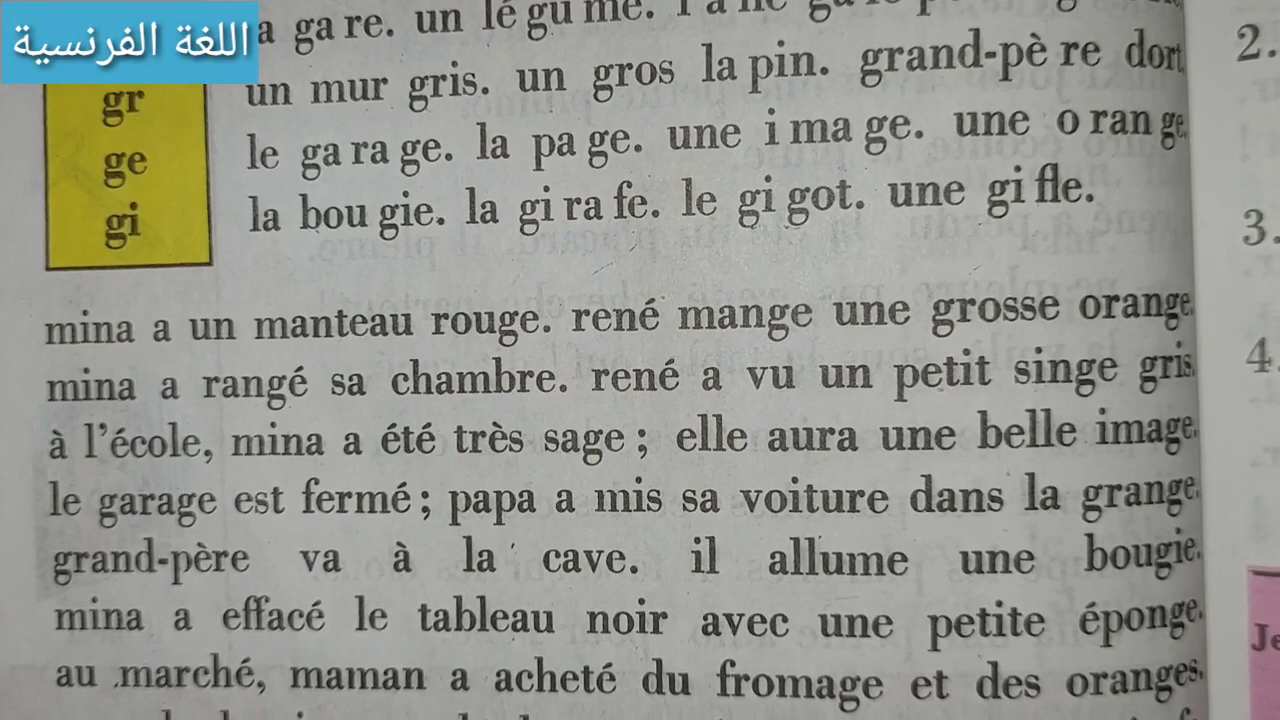 اللغة الفرنسية
a ga re. un lé gu me.
gr
un mur gris. un gros la pin. grand-pè re dort
ge
le ga ra ge. la pa ge. une i ma ge. une o ran ge.
gi
la bou gie. la gi ra fe. le gi got. une gi fle.
mina a un manteau rouge. rené mange une grosse orange.
mina a rangé sa chambre. rené a vu un petit singe gris.
à l'école, mina a été très sage ; elle aura une belle image.
le garage est fermé ; papa a mis sa voiture dans la grange.
grand-père va à la cave. il allume une bougie.
mina a effacé le tableau noir avec une petite éponge.
au marché, maman a acheté du fromage et des oranges.
2.
3.
4.
Je